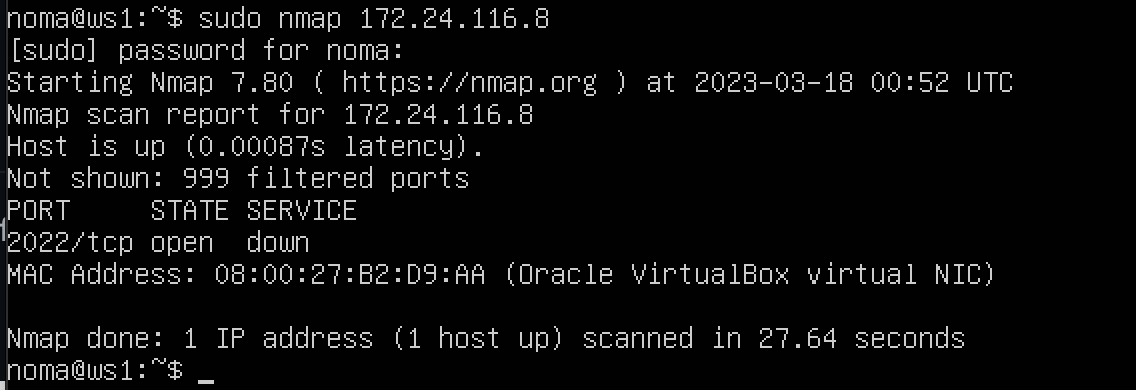 noma@ws1:~$ sudo nmap 172.24.116.8
[sudo] password for noma:
Starting Nmap 7.80 ( https://nmap.org ) at 2023-03-18 00:52 UTC
Nmap scan report for 172.24.116.8
Host is up (0.00087s latency).
Not shown: 999 filtered ports
PORT     STATE SERVICE
2022/tcp open  down
MAC Address: 08:00:27:B2:D9:AA (Oracle VirtualBox virtual NIC)
Nmap done: 1 IP address (1 host up) scanned in 27.64 seconds
noma@ws1:~$ _